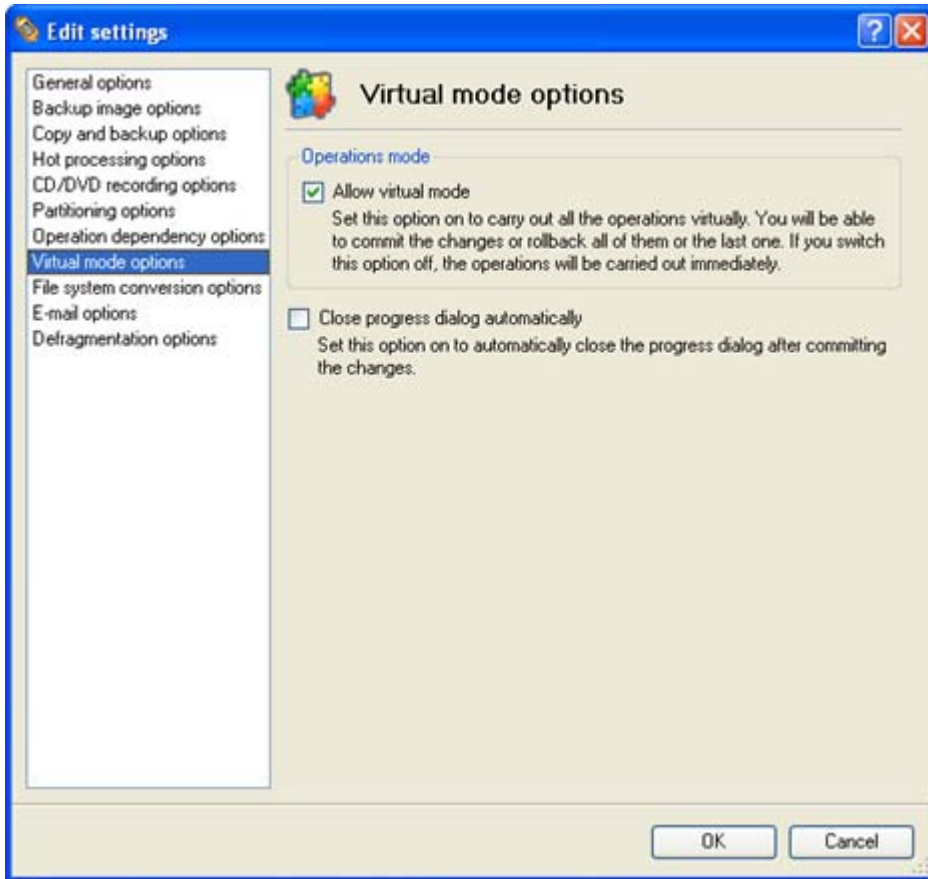 Edit settings
General options
Backup image options
Copy and backup options
Hot processing options
CD/DVD recording options
Partitioning options
Operation dependency options
Virtual mode options
File system conversion options
E-mail options
Defragmentation options
Virtual mode options
Operations mode
Allow virtual mode
Set this option on to carry out all the operations virtually. You will be able
to commit the changes or rollback all of them or the last one. If you switch
this option off, the operations will be carried out immediately.
Close progress dialog automatically
Set this option on to automatically close the progress dialog after committing
the changes.
OK
Cancel